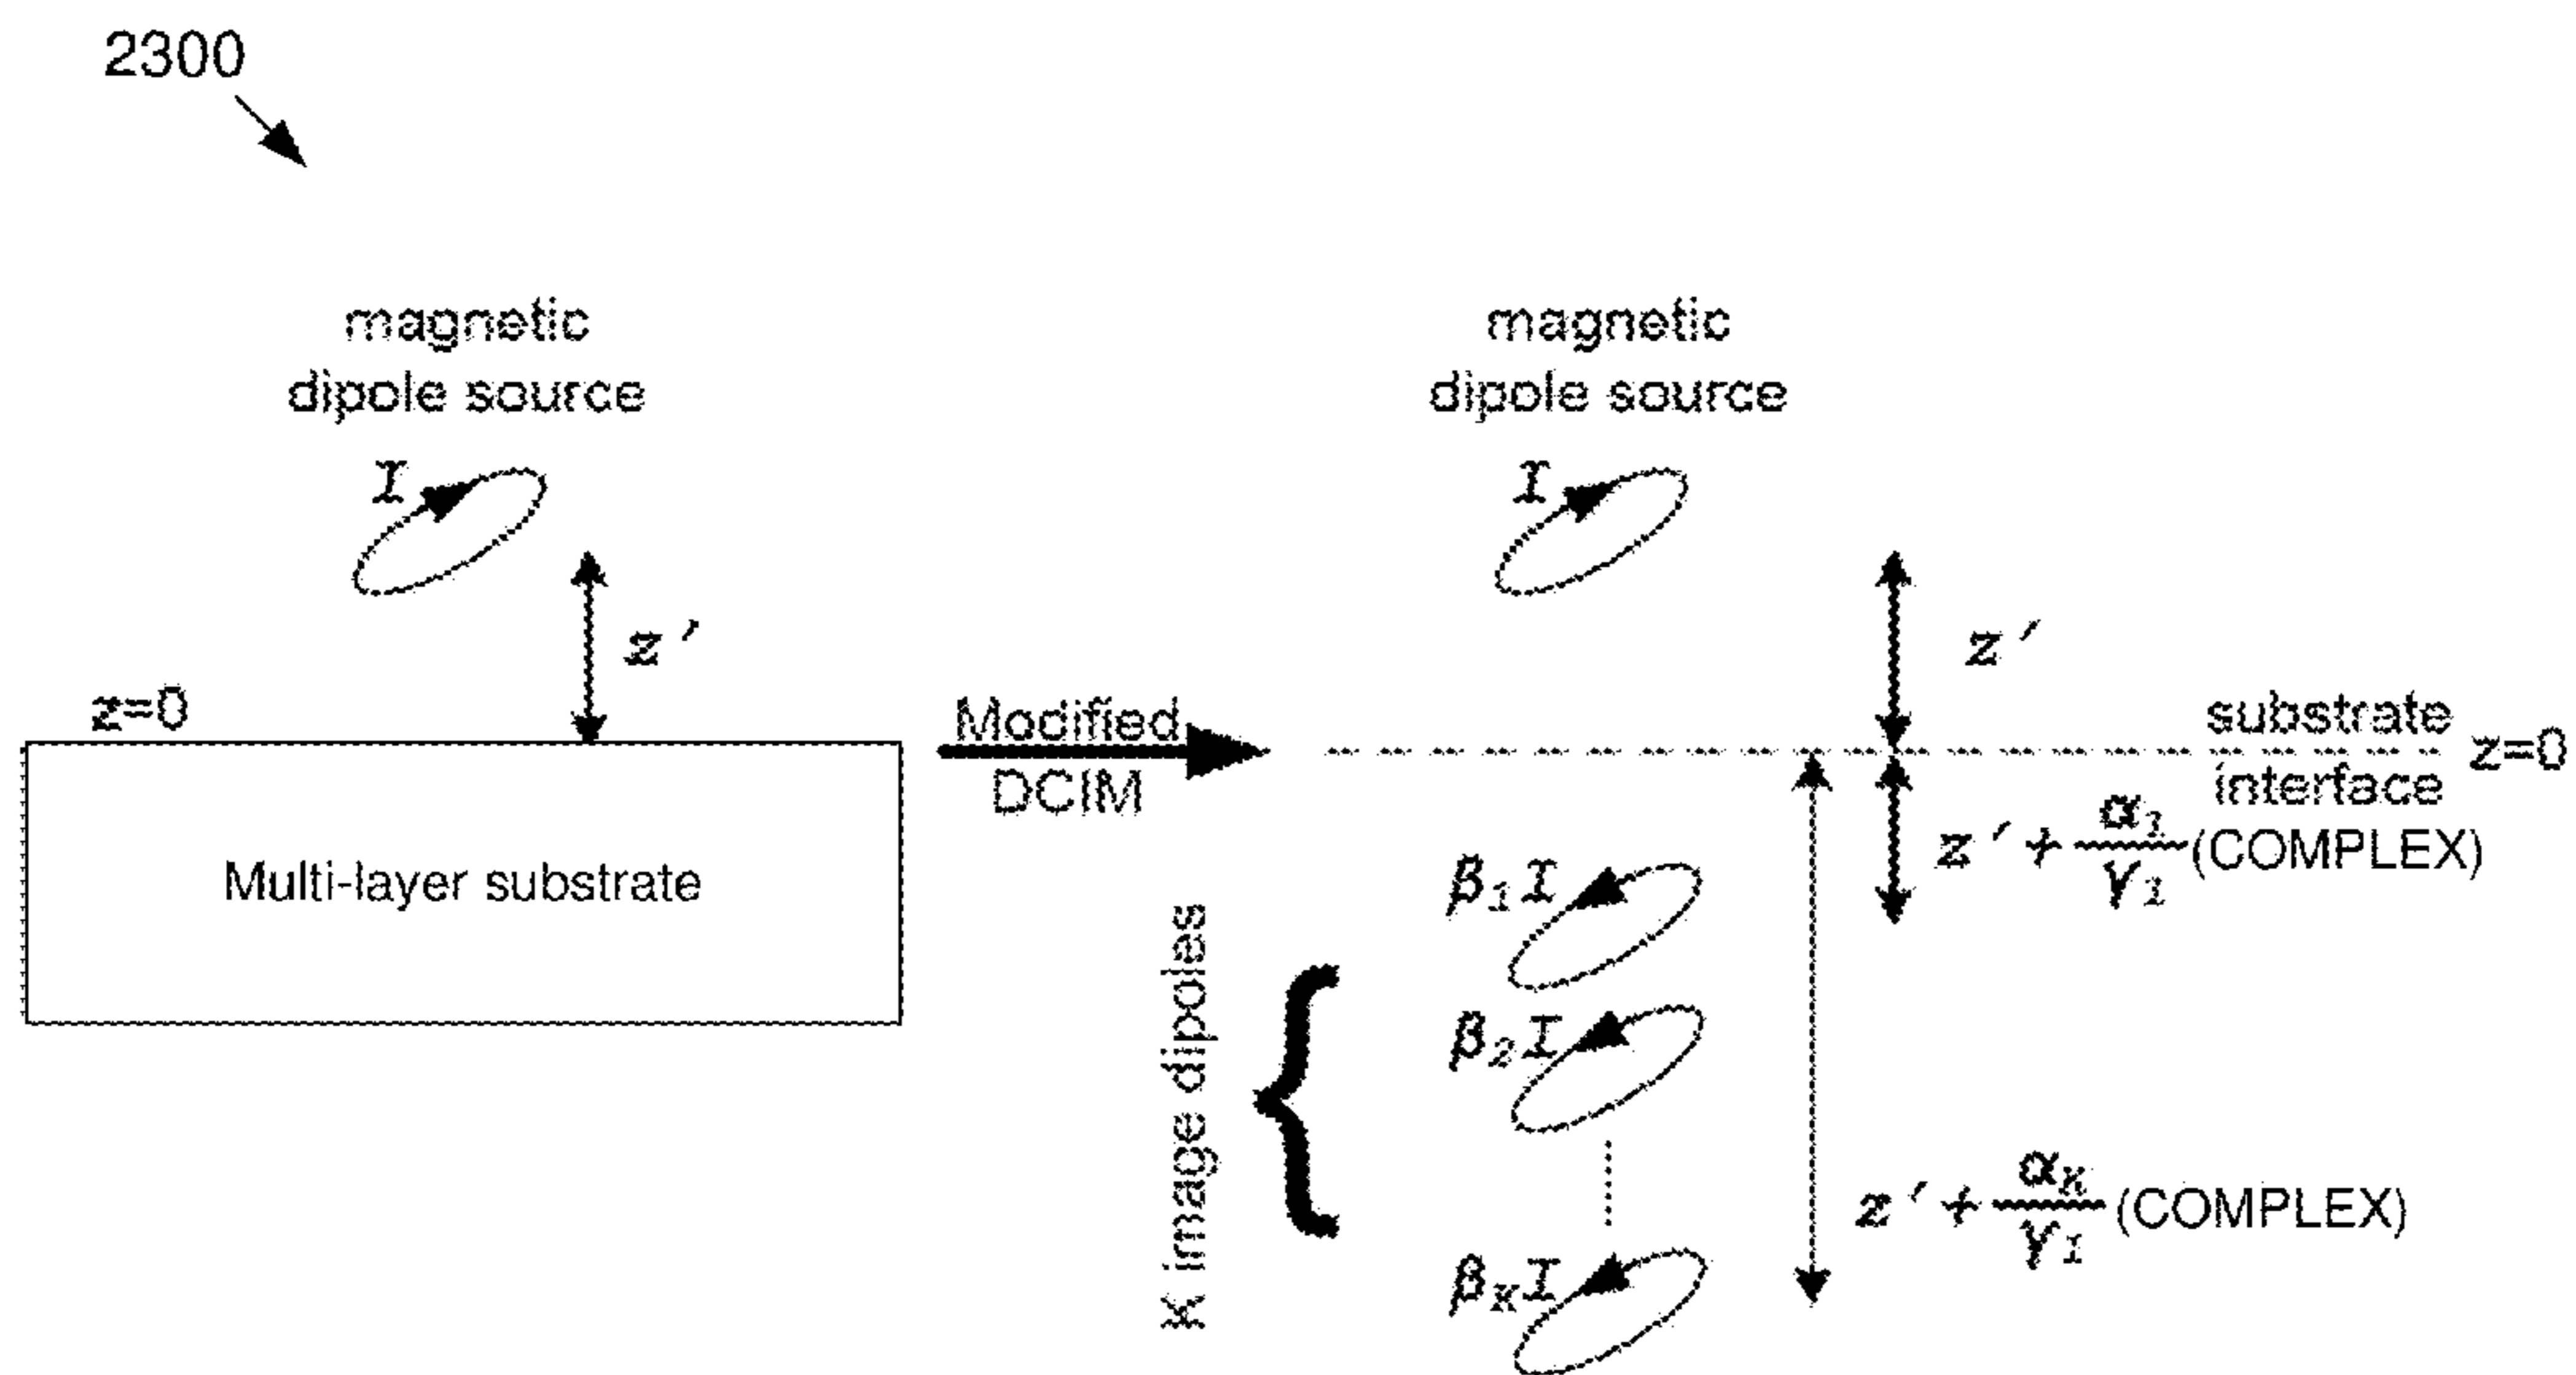 2300
magnetic
dipole source
I
z′
z=0
Multi-layer substrate
Modified
DCIM
magnetic
dipole source
I
z′
substrate
interface
z=0
z′ + α₁/γ₁ (COMPLEX)
K image dipoles
β₁I
β₂I
βKI
z′ + αK/γ₁ (COMPLEX)